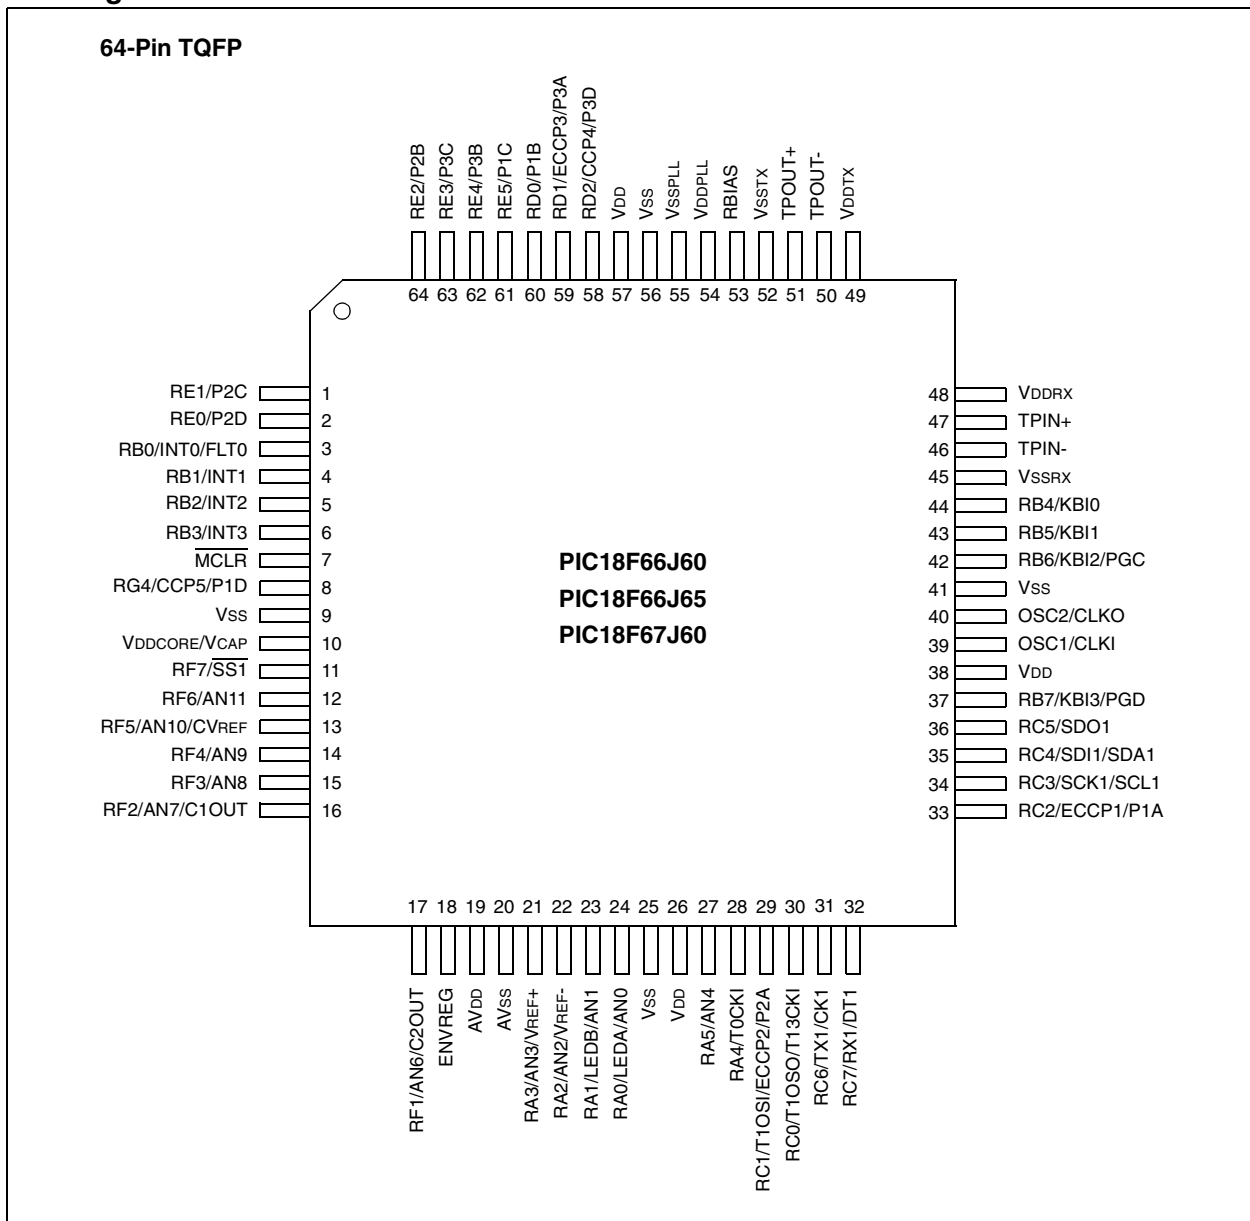 64-Pin TQFP
RE2/P2B
RE3/P3C
RE4/P3B
RE5/P1C
RD0/P1B
RD1/ECCP3/P3A
RD2/CCP4/P3D
VDD
VSS
VSSPLL
VDDPLL
RBIAS
VSSTX
TPOUT+
TPOUT-
VDDTX
64 63 62 61 60 59 58 57 56 55 54 53 52 51 50 49
RE1/P2C 1
RE0/P2D 2
RB0/INT0/FLT0 3
RB1/INT1 4
RB2/INT2 5
RB3/INT3 6
MCLR 7
RG4/CCP5/P1D 8
VSS 9
VDDCORE/VCAP 10
RF7/SS1 11
RF6/AN11 12
RF5/AN10/CVREF 13
RF4/AN9 14
RF3/AN8 15
RF2/AN7/C1OUT 16
PIC18F66J60
PIC18F66J65
PIC18F67J60
48 VDDRX
47 TPIN+
46 TPIN-
45 VSSRX
44 RB4/KBI0
43 RB5/KBI1
42 RB6/KBI2/PGC
41 VSS
40 OSC2/CLKO
39 OSC1/CLKI
38 VDD
37 RB7/KBI3/PGD
36 RC5/SDO1
35 RC4/SDI1/SDA1
34 RC3/SCK1/SCL1
33 RC2/ECCP1/P1A
17 18 19 20 21 22 23 24 25 26 27 28 29 30 31 32
RF1/AN6/C2OUT
ENVREG
AVDD
AVSS
RA3/AN3/VREF+
RA2/AN2/VREF-
RA1/LEDB/AN1
RA0/LEDA/AN0
VSS
VDD
RA5/AN4
RA4/T0CKI
RC1/T1OSI/ECCP2/P2A
RC0/T1OSO/T13CKI
RC6/TX1/CK1
RC7/RX1/DT1